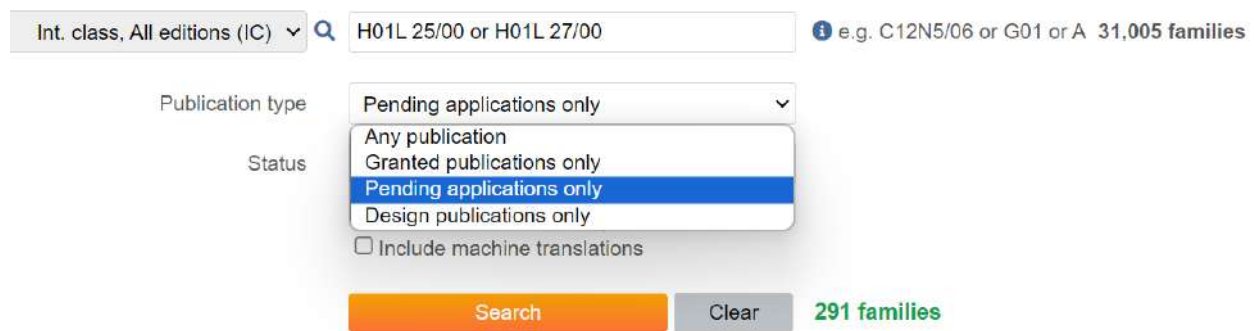 Int. class, All editions (IC) H01L 25/00 or H01L 27/00 e.g. C12N5/06 or G01 or A 31,005 families
Publication type Pending applications only
Any publication
Status Granted publications only
Pending applications only
Design publications only
Include machine translations
Search Clear 291 families